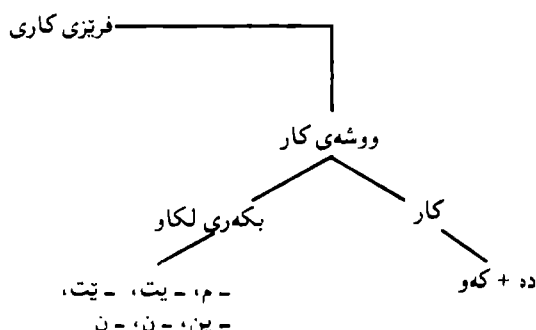 فرێزی کاری
ووشەی کار
کار
بکەری لکاو
دە + کەو
ـ م، ـ یت، ـ ێت،
ـ ین، ـ ن، ـ ن